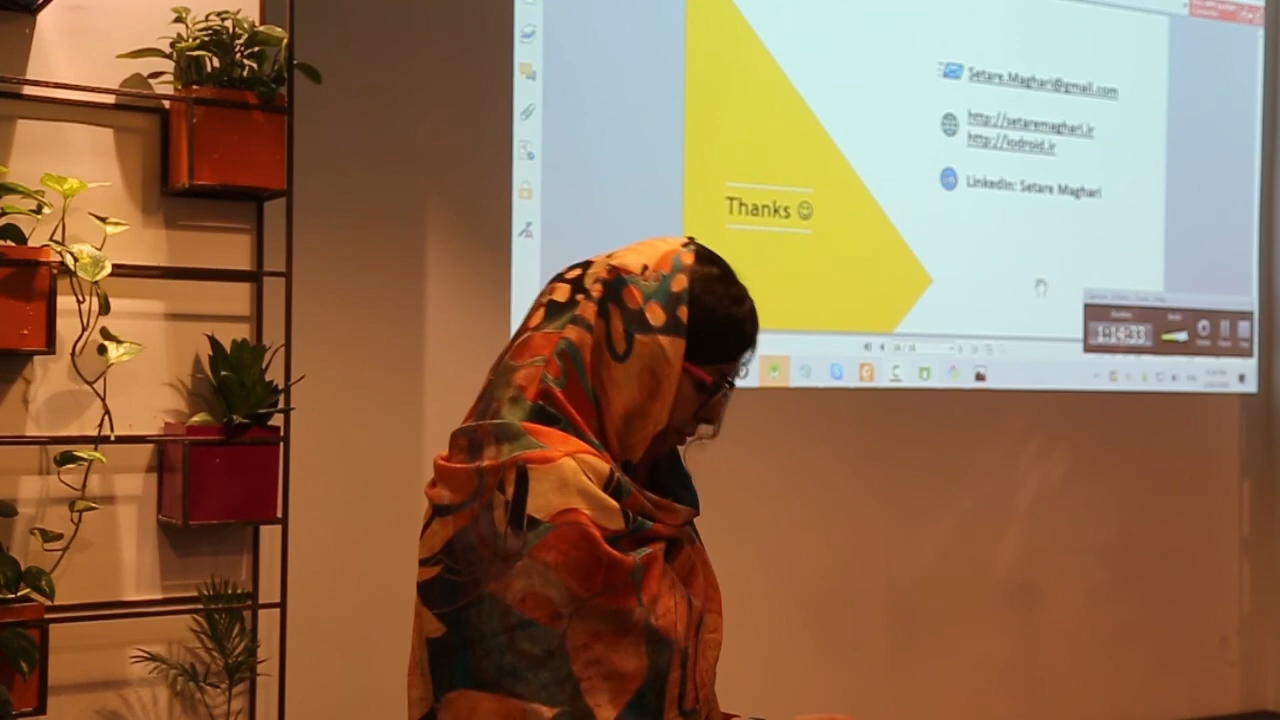 Setare.Maghari@gmail.com
http://setaremaghari.ir
http://iodroid.ir
LinkedIn: Setare Maghari
Thanks ☺
1:14:33